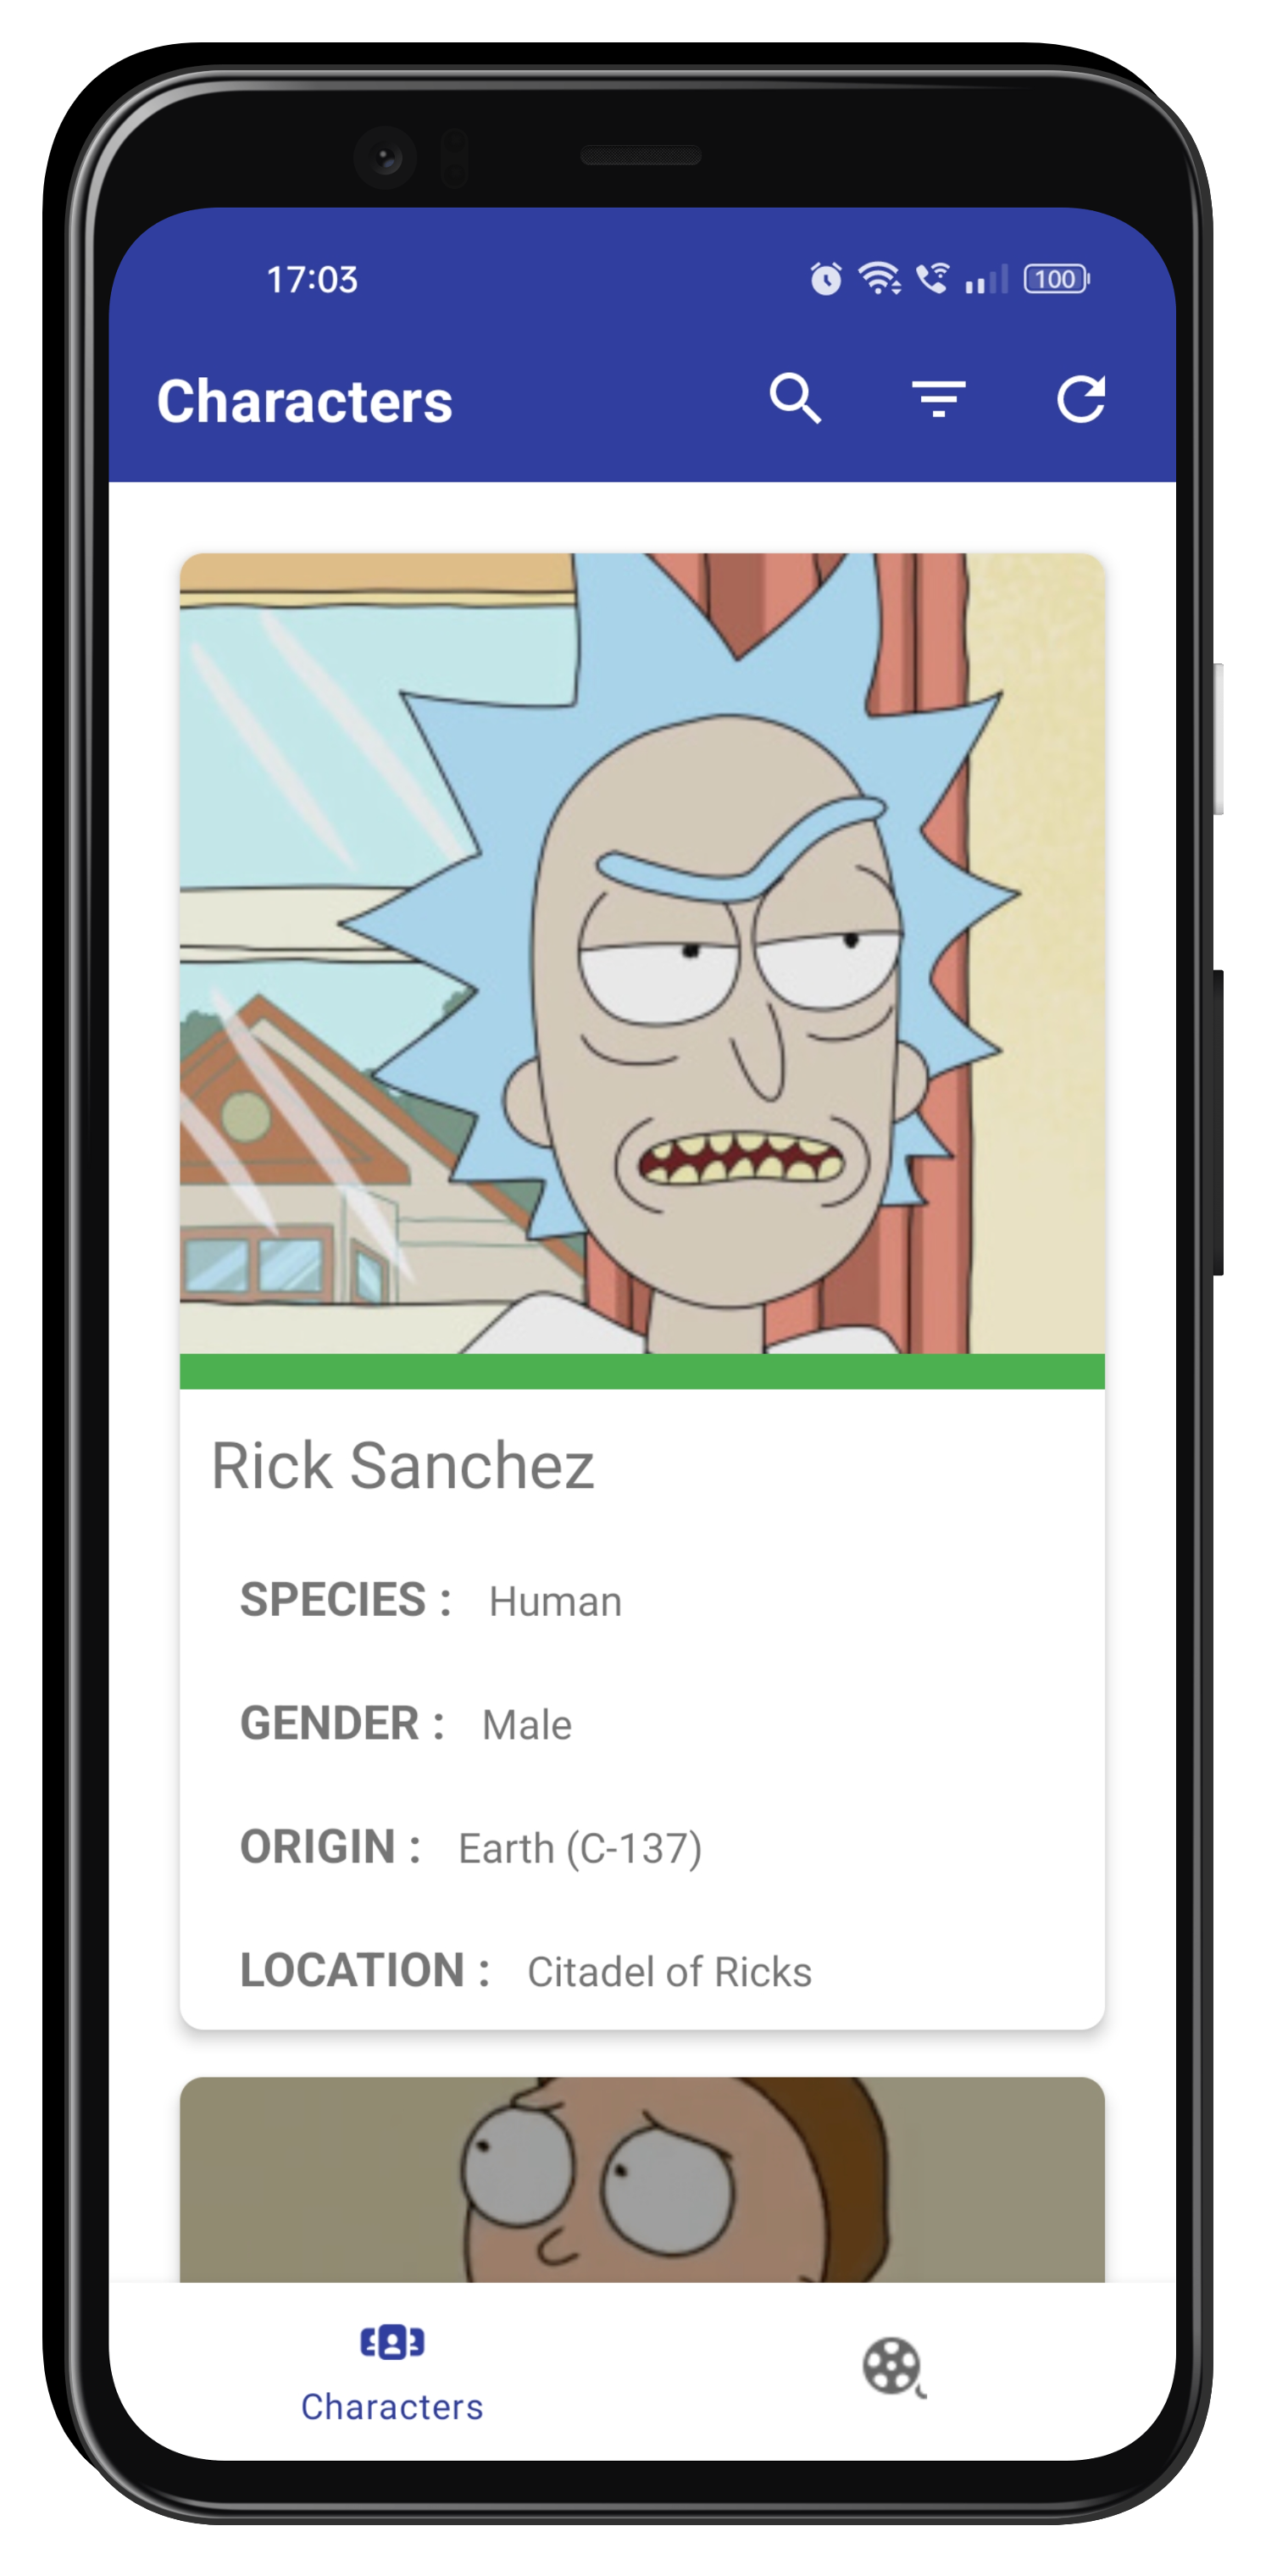 17:03
100
Characters
Rick Sanchez
SPECIES : Human
GENDER : Male
ORIGIN : Earth (C-137)
LOCATION : Citadel of Ricks
Characters